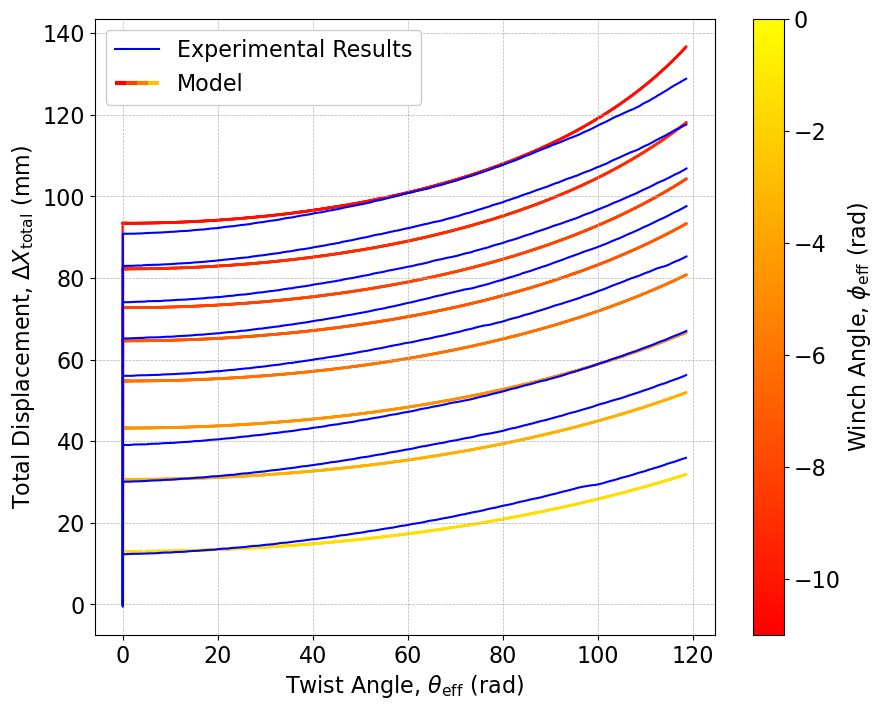 Experimental Results
Model
Total Displacement, ΔX_total (mm)
140
120
100
80
60
40
20
0
0 20 40 60 80 100 120
Twist Angle, θ_eff (rad)
0
−2
−4
−6
−8
−10
Winch Angle, ϕ_eff (rad)